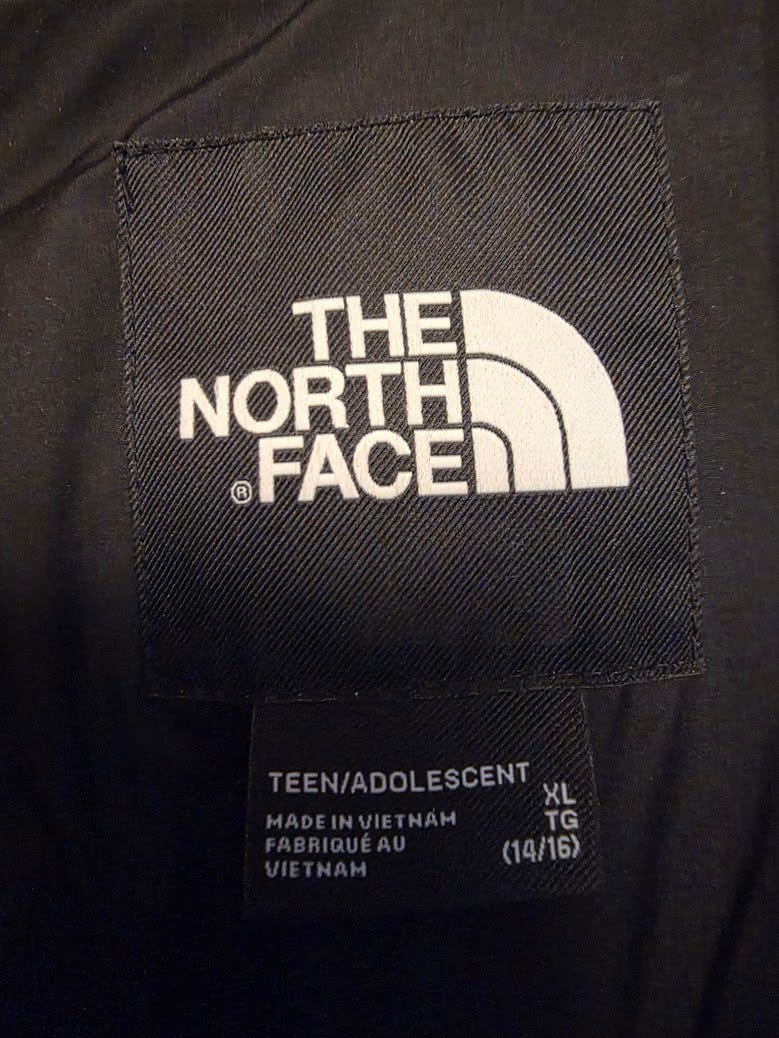 THE
NORTH
®FACE
TEEN/ADOLESCENT
XL
MADE IN VIETNAM
TG
FABRIQUÉ AU
(14/16)
VIETNAM